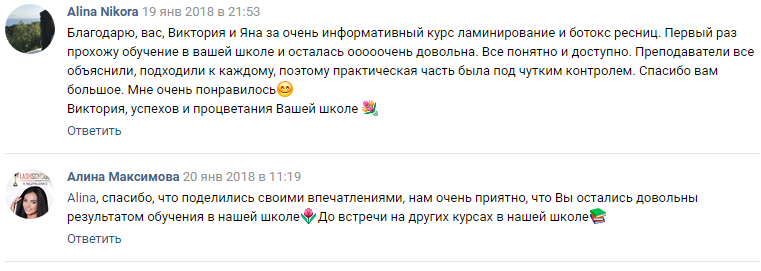 Alina Nikora 19 янв 2018 в 21:53
Благодарю, вас, Виктория и Яна за очень информативный курс ламинирование и ботокс ресниц. Первый раз
прохожу обучение в вашей школе и осталась ооооочень довольна. Все понятно и доступно. Преподаватели все
объяснили, подходили к каждому, поэтому практическая часть была под чутким контролем. Спасибо вам
большое. Мне очень понравилось😊
Виктория, успехов и процветания Вашей школе 💐
Ответить
Алина Максимова 20 янв 2018 в 11:19
Alina, спасибо, что поделились своими впечатлениями, нам очень приятно, что Вы остались довольны
результатом обучения в нашей школе🌷До встречи на других курсах в нашей школе📚
Ответить